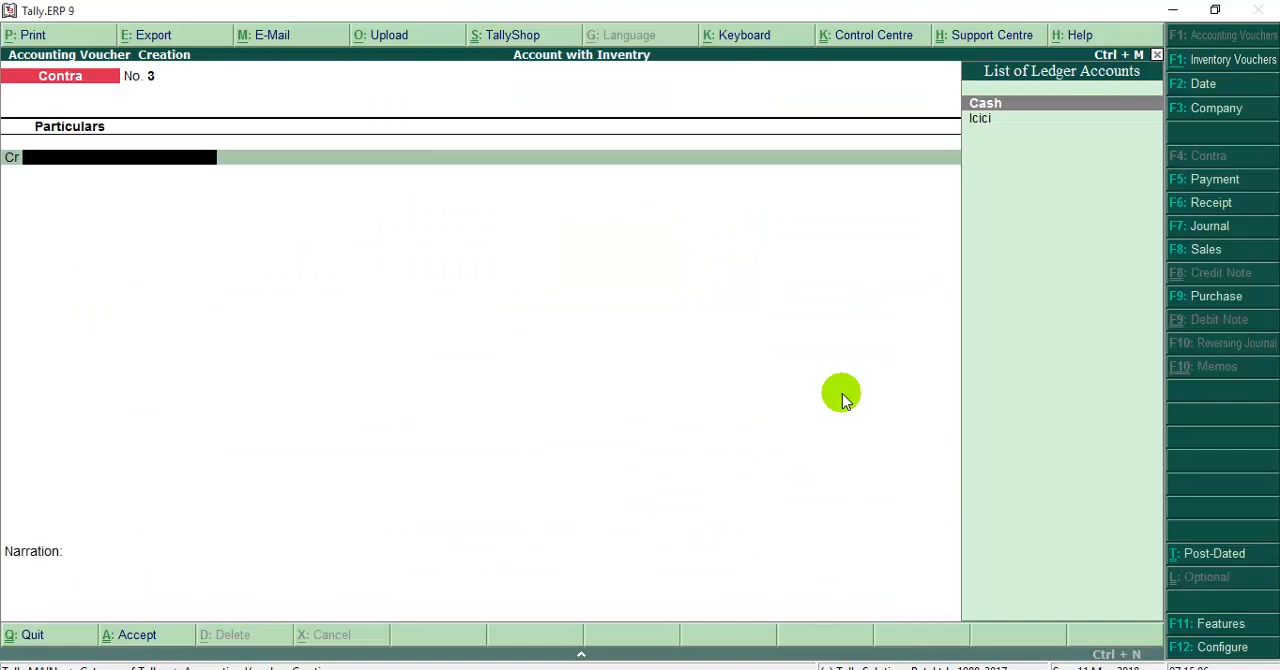 Tally.ERP 9
P: Print E: Export M: E-Mail O: Upload S: TallyShop G: Language K: Keyboard K: Control Centre H: Support Centre H: Help
Accounting Voucher Creation Account with Inventry Ctrl + M
Contra No. 3
Particulars
Cr
Narration:
List of Ledger Accounts
Cash
Icici
F1: Accounting Vouchers
F1: Inventory Vouchers
F2: Date
F3: Company
F4: Contra
F5: Payment
F6: Receipt
F7: Journal
F8: Sales
F8: Credit Note
F9: Purchase
F9: Debit Note
F10: Reversing Journal
F10: Memos
T: Post-Dated
L: Optional
F11: Features
F12: Configure
Q: Quit A: Accept D: Delete X: Cancel
Ctrl + N